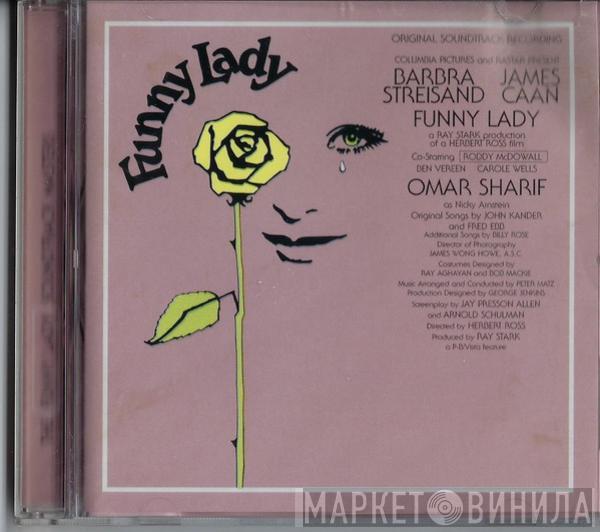 Funny Lady
ORIGINAL SOUNDTRACK RECORDING
COLUMBIA PICTURES and RASTAR PRESENT
BARBRA JAMES
STREISAND CAAN
FUNNY LADY
a RAY STARK production
of a HERBERT ROSS film
Co-Starring RODDY McDOWALL
BEN VEREEN CAROLE WELLS
OMAR SHARIF
as Nicky Arnstein
Original Songs by JOHN KANDER
and FRED EBB
Additional Songs by BILLY ROSE
Director of Photography
JAMES WONG HOWE, A.S.C.
Costumes Designed by
RAY AGHAYAN and BOB MACKIE
Music Arranged and Conducted by PETER MATZ
Production Designed by GEORGE JENKINS
Screenplay by JAY PRESSON ALLEN
and ARNOLD SCHULMAN
Directed by HERBERT ROSS
Produced by RAY STARK
a P-B/Vista feature
МАРКЕТ ВИНИЛА